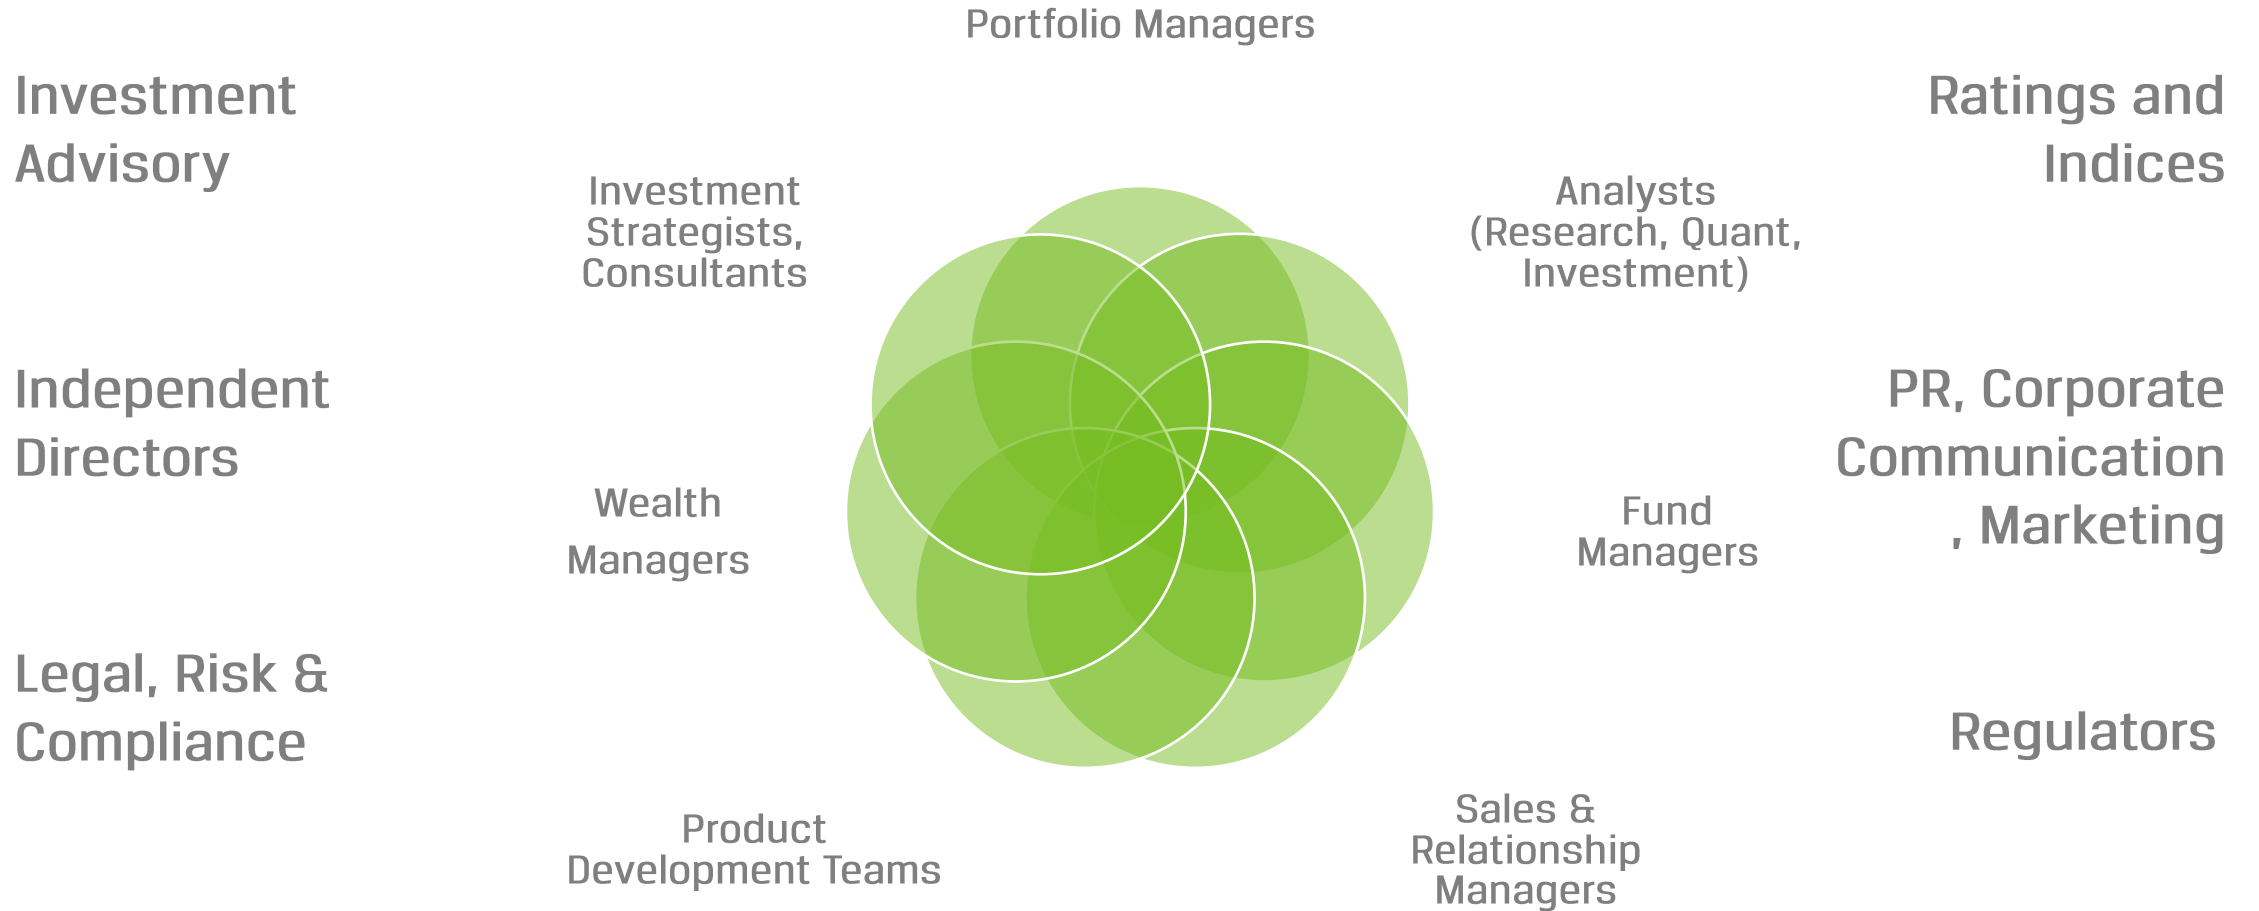 Portfolio Managers
Investment
Advisory
Ratings and
Indices
Investment
Strategists,
Consultants
Analysts
(Research, Quant,
Investment)
Independent
Directors
PR, Corporate
Communication
, Marketing
Wealth
Managers
Fund
Managers
Legal, Risk &
Compliance
Regulators
Product
Development Teams
Sales &
Relationship
Managers